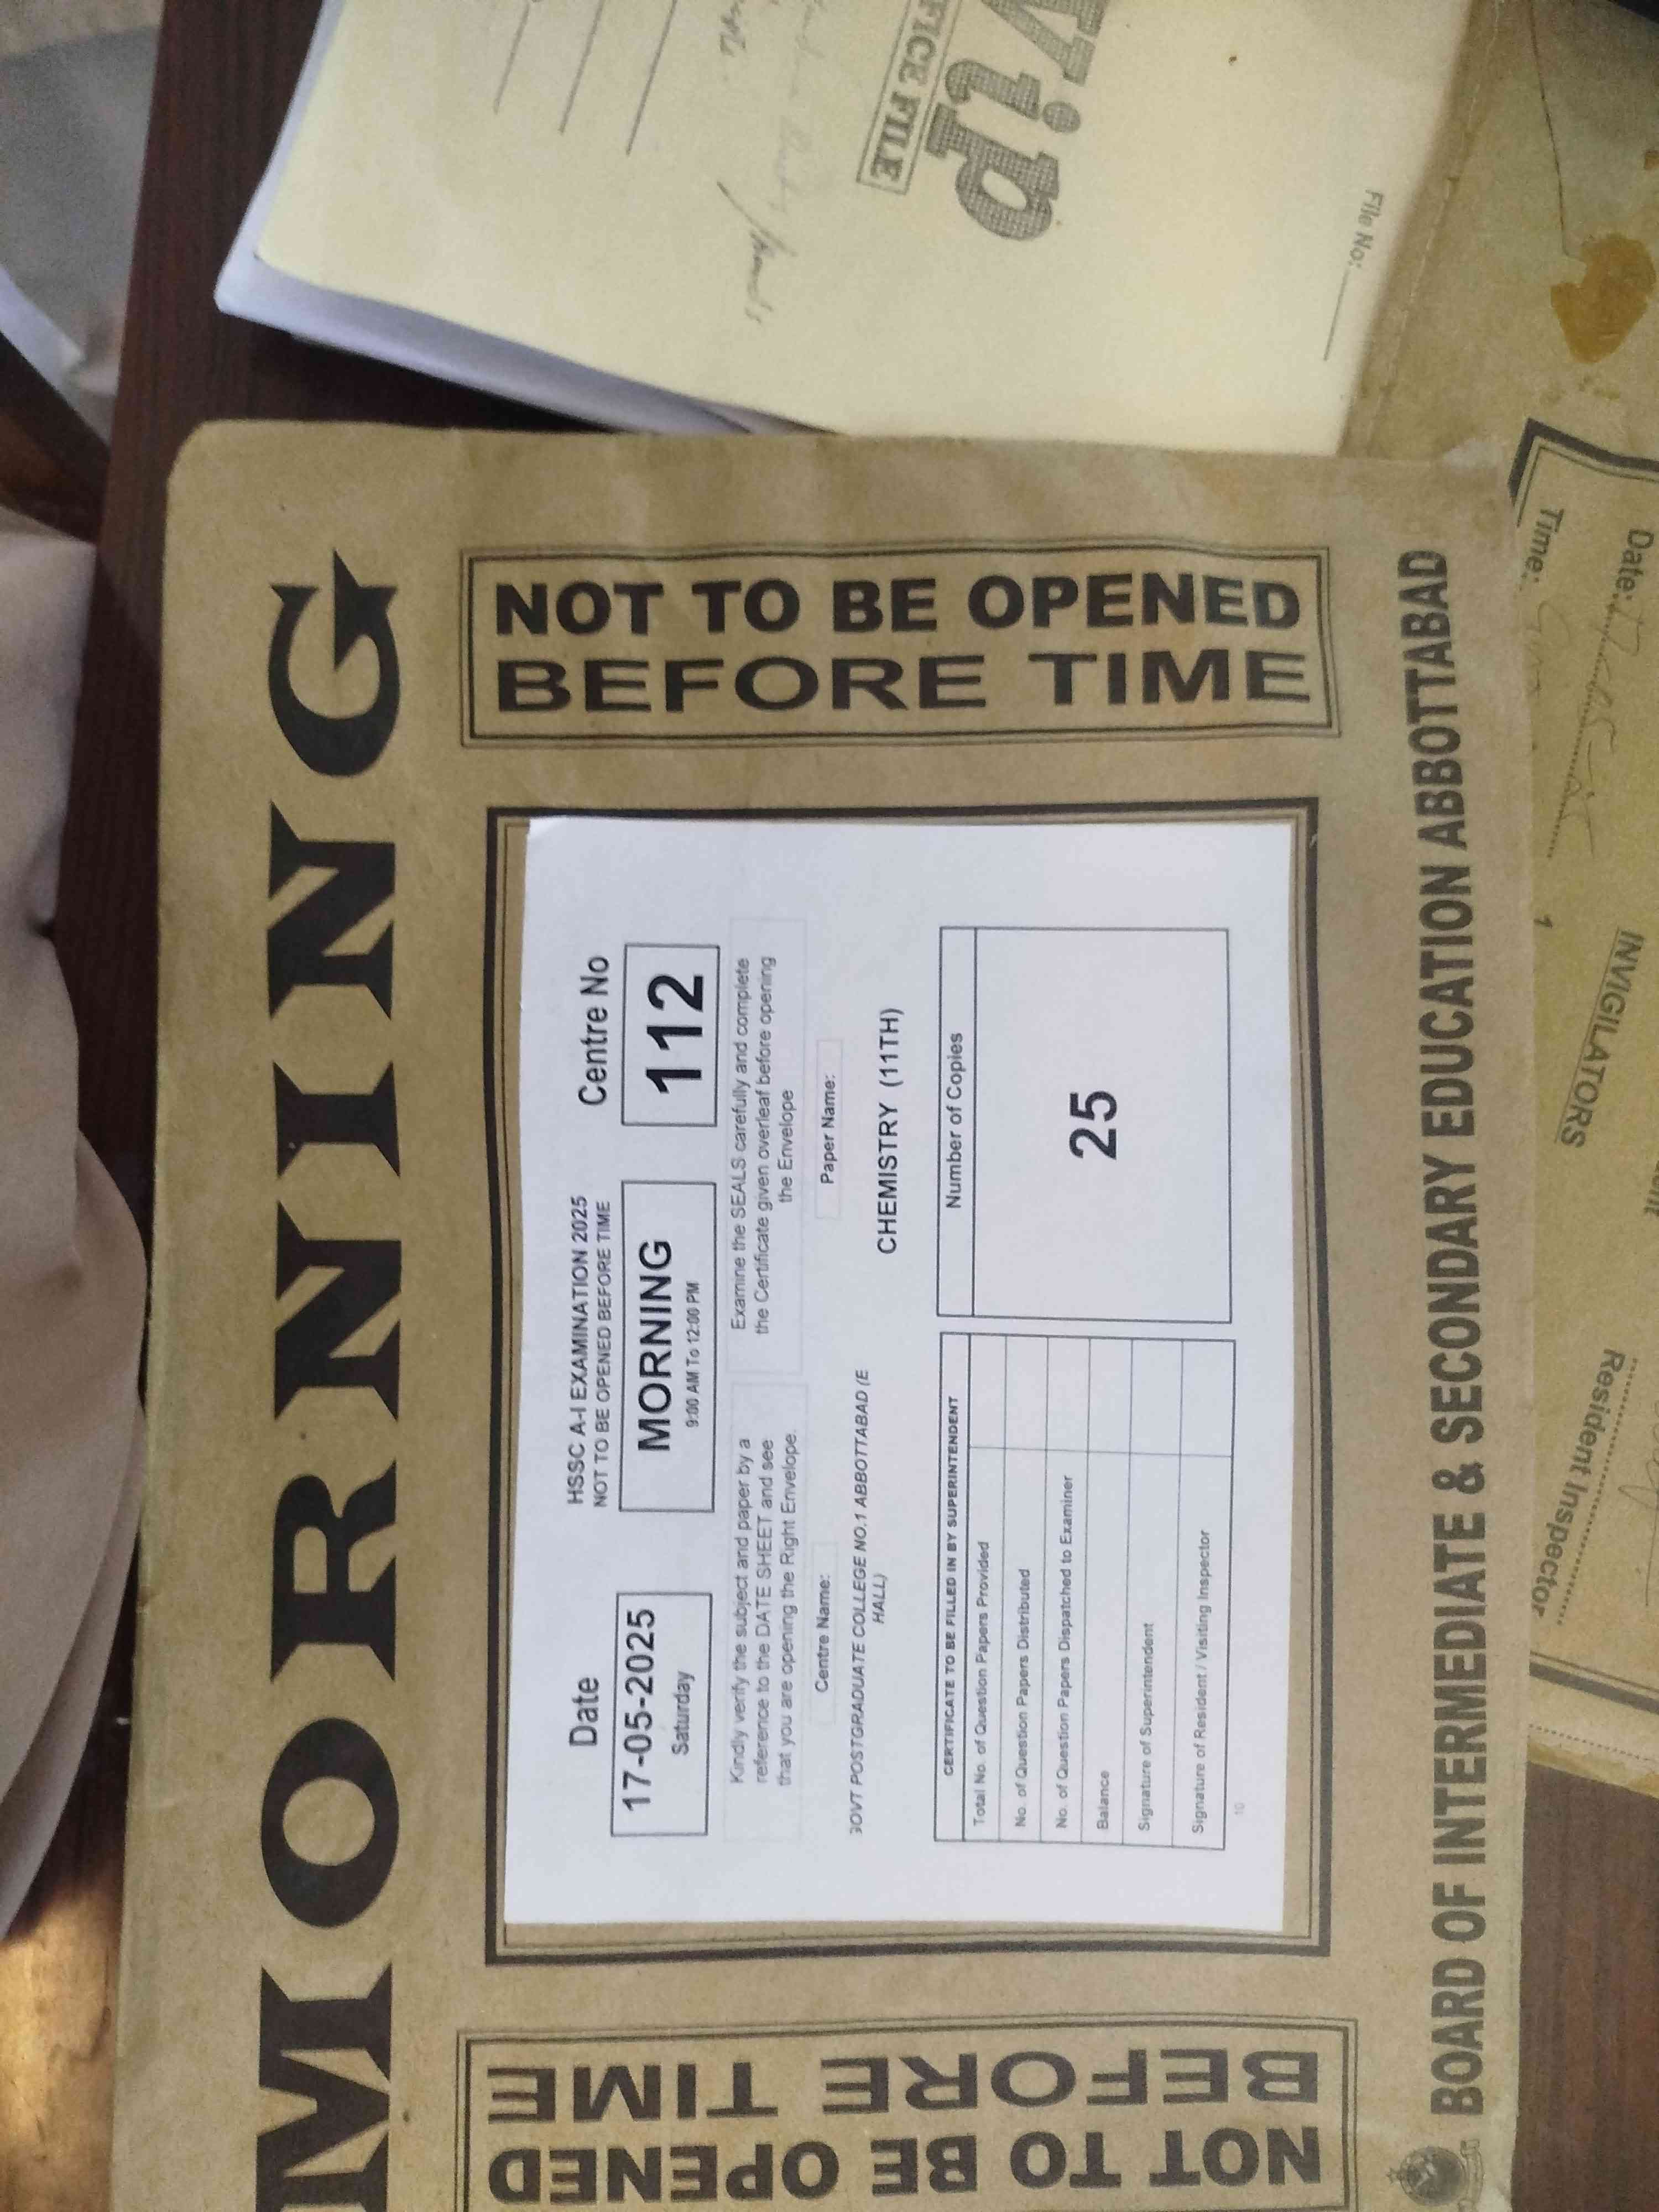 MORNING
NOT TO BE OPENED
BEFORE TIME
NOT TO BE OPENED
BEFORE TIME
Date
17-05-2025
Saturday
HSSC A-I EXAMINATION 2025
NOT TO BE OPENED BEFORE TIME
MORNING
9:00 AM To 12:00 PM
Centre No
112
Kindly verify the subject and paper by a
reference to the DATE SHEET and see
that you are opening the Right Envelope.
Examine the SEALS carefully and complete
the Certificate given overleaf before opening
the Envelope
Centre Name:
GOVT POSTGRADUATE COLLEGE NO.1 ABBOTTABAD (E
HALL)
Paper Name:
CHEMISTRY (11TH)
CERTIFICATE TO BE FILLED IN BY SUPERINTENDENT
Total No. of Question Papers Provided
No. of Question Papers Distributed
No. of Question Papers Dispatched to Examiner
Balance
Signature of Superintendent
Signature of Resident / Visiting Inspector
Number of Copies
25
10
BOARD OF INTERMEDIATE & SECONDARY EDUCATION ABBOTTABAD
Vip
FICE FILE
File No:
Date:
Time:
1
INVIGILATORS
Resident Inspector